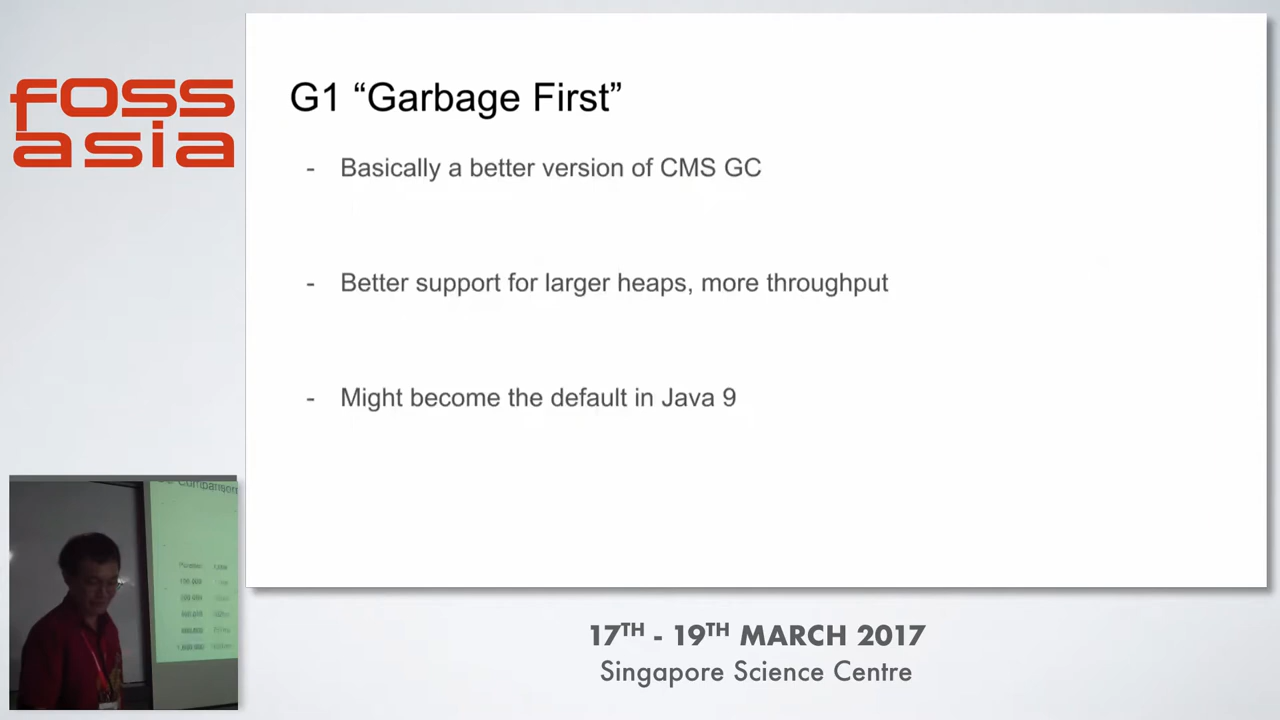 foss
asia
G1 “Garbage First”
- Basically a better version of CMS GC
- Better support for larger heaps, more throughput
- Might become the default in Java 9
Comparison
17TH - 19TH MARCH 2017
Singapore Science Centre